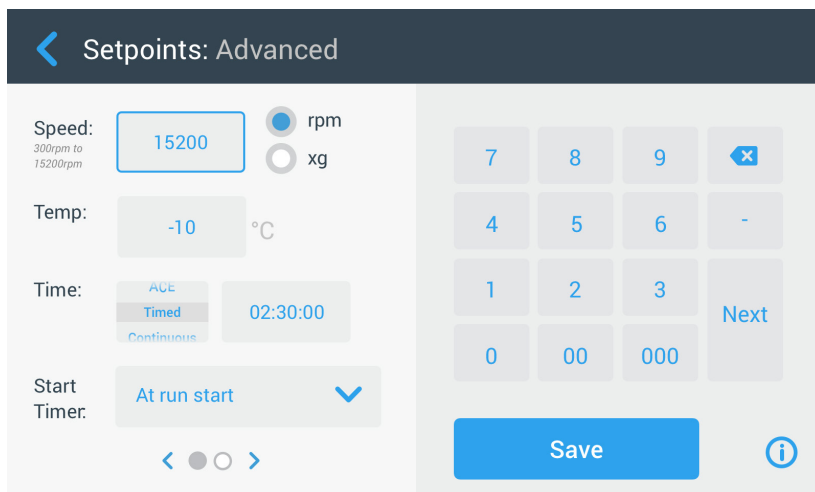 Setpoints: Advanced
Speed:
300rpm to
15200rpm
15200
rpm
xg
Temp:
-10
°C
Time:
ACE
Timed
Continuous
02:30:00
Start
Timer:
At run start
7 8 9
4 5 6 -
1 2 3
Next
0 00 000
Save